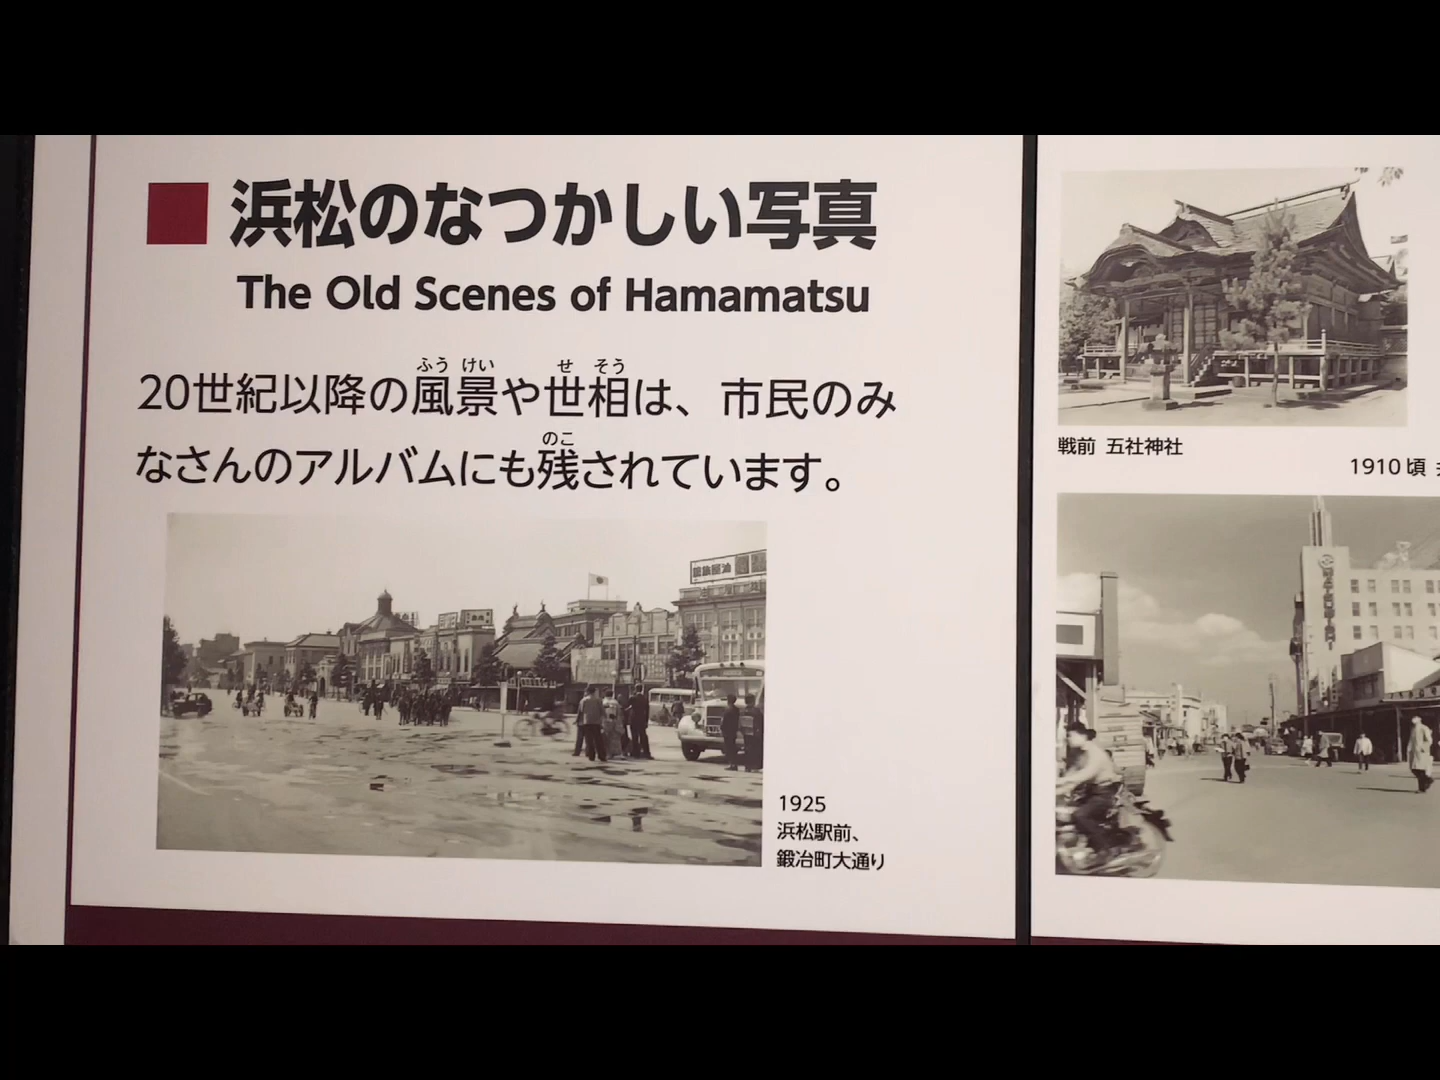 浜松のなつかしい写真
The Old Scenes of Hamamatsu
ふう けい せ そう
20世紀以降の風景や世相は、市民のみ
のこ
なさんのアルバムにも残されています。
1925
浜松駅前、
鍛冶町大通り
戦前 五社神社
1910頃